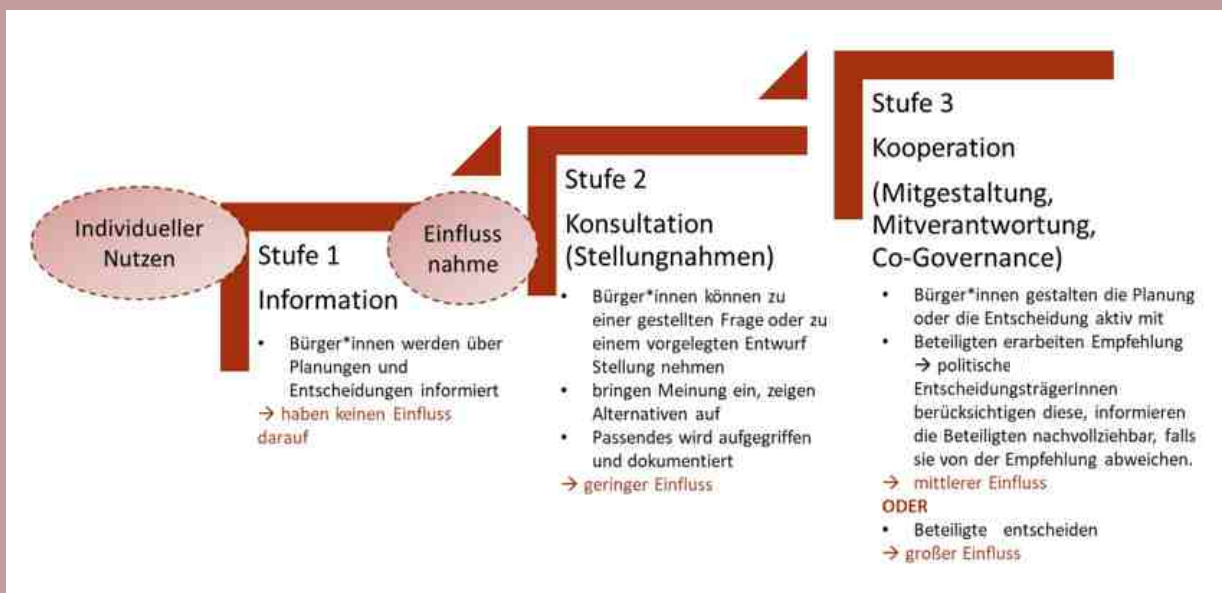 Individueller
Nutzen
Stufe 1
Information
• Bürger*innen werden über
Planungen und
Entscheidungen informiert
→ haben keinen Einfluss
darauf
Einfluss
nahme
Stufe 2
Konsultation
(Stellungnahmen)
• Bürger*innen können zu
einer gestellten Frage oder zu
einem vorgelegten Entwurf
Stellung nehmen
• bringen Meinung ein, zeigen
Alternativen auf
• Passendes wird aufgegriffen
und dokumentiert
→ geringer Einfluss
Stufe 3
Kooperation
(Mitgestaltung,
Mitverantwortung,
Co-Governance)
• Bürger*innen gestalten die Planung
oder die Entscheidung aktiv mit
• Beteiligten erarbeiten Empfehlung
→ politische
EntscheidungsträgerInnen
berücksichtigen diese, informieren
die Beteiligten nachvollziehbar, falls
sie von der Empfehlung abweichen.
→ mittlerer Einfluss
ODER
• Beteiligte entscheiden
→ großer Einfluss